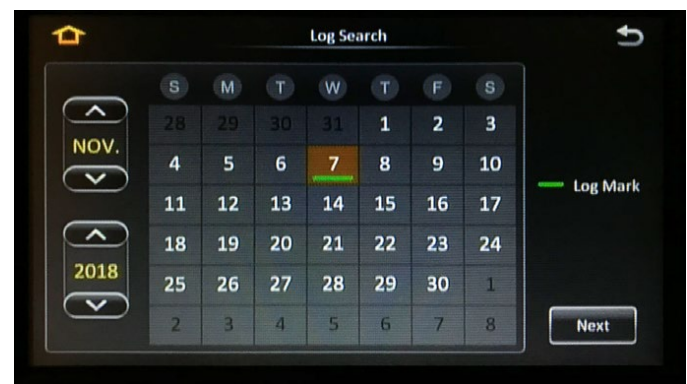 Log Search
S M T W T F S
28 29 30 31 1 2 3
NOV.
4 5 6 7 8 9 10
Log Mark
11 12 13 14 15 16 17
18 19 20 21 22 23 24
2018
25 26 27 28 29 30 1
2 3 4 5 6 7 8
Next